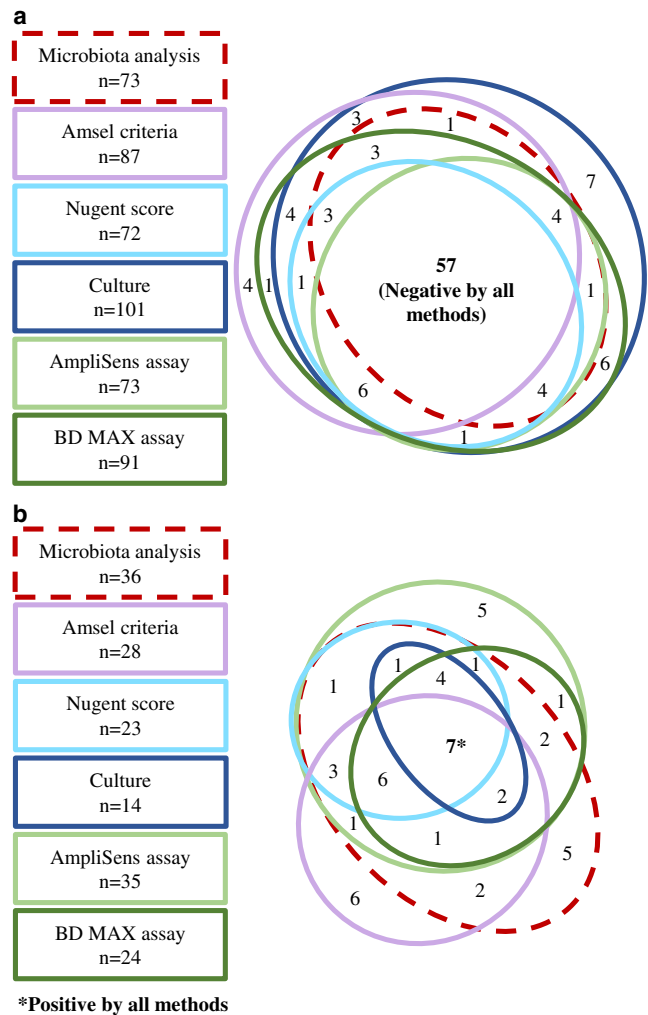 a
Microbiota analysis
n=73
Amsel criteria
n=87
Nugent score
n=72
Culture
n=101
AmpliSens assay
n=73
BD MAX assay
n=91
3
1
3
7
4
3
4
4
1
1
57
(Negative by all
methods)
1
6
6
4
1
b
Microbiota analysis
n=36
Amsel criteria
n=28
Nugent score
n=23
Culture
n=14
AmpliSens assay
n=35
BD MAX assay
n=24
5
1
1
4
1
1
2
7*
3
6
2
1
1
5
6
2
*Positive by all methods